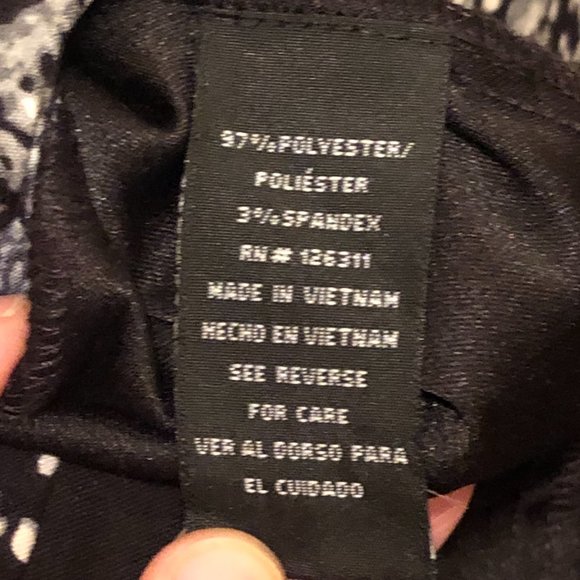 97% POLYESTER/
POLIÉSTER
3% SPANDEX
RN# 126311
MADE IN VIETNAM
HECHO EN VIETNAM
SEE REVERSE
FOR CARE
VER AL DORSO PARA
EL CUIDADO